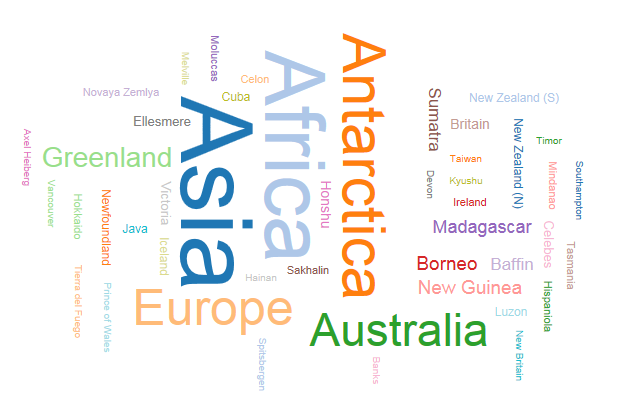 Moluccas
Melville
Celon
Novaya Zemlya
Cuba
Ellesmere
Axel Heiberg
Greenland
Asia
Africa
Antarctica
Sumatra
New Zealand (S)
Britain
New Zealand (N)
Timor
Taiwan
Devon
Kyushu
Mindanao
Southampton
Ireland
Vancouver
Hokkaido
Newfoundland
Victoria
Honshu
Java
Iceland
Madagascar
Celebes
Tasmania
Sakhalin
Hainan
Borneo
Baffin
Tierra del Fuego
Prince of Wales
Europe
New Guinea
Hispaniola
Luzon
Australia
Spitsbergen
Banks
New Britain